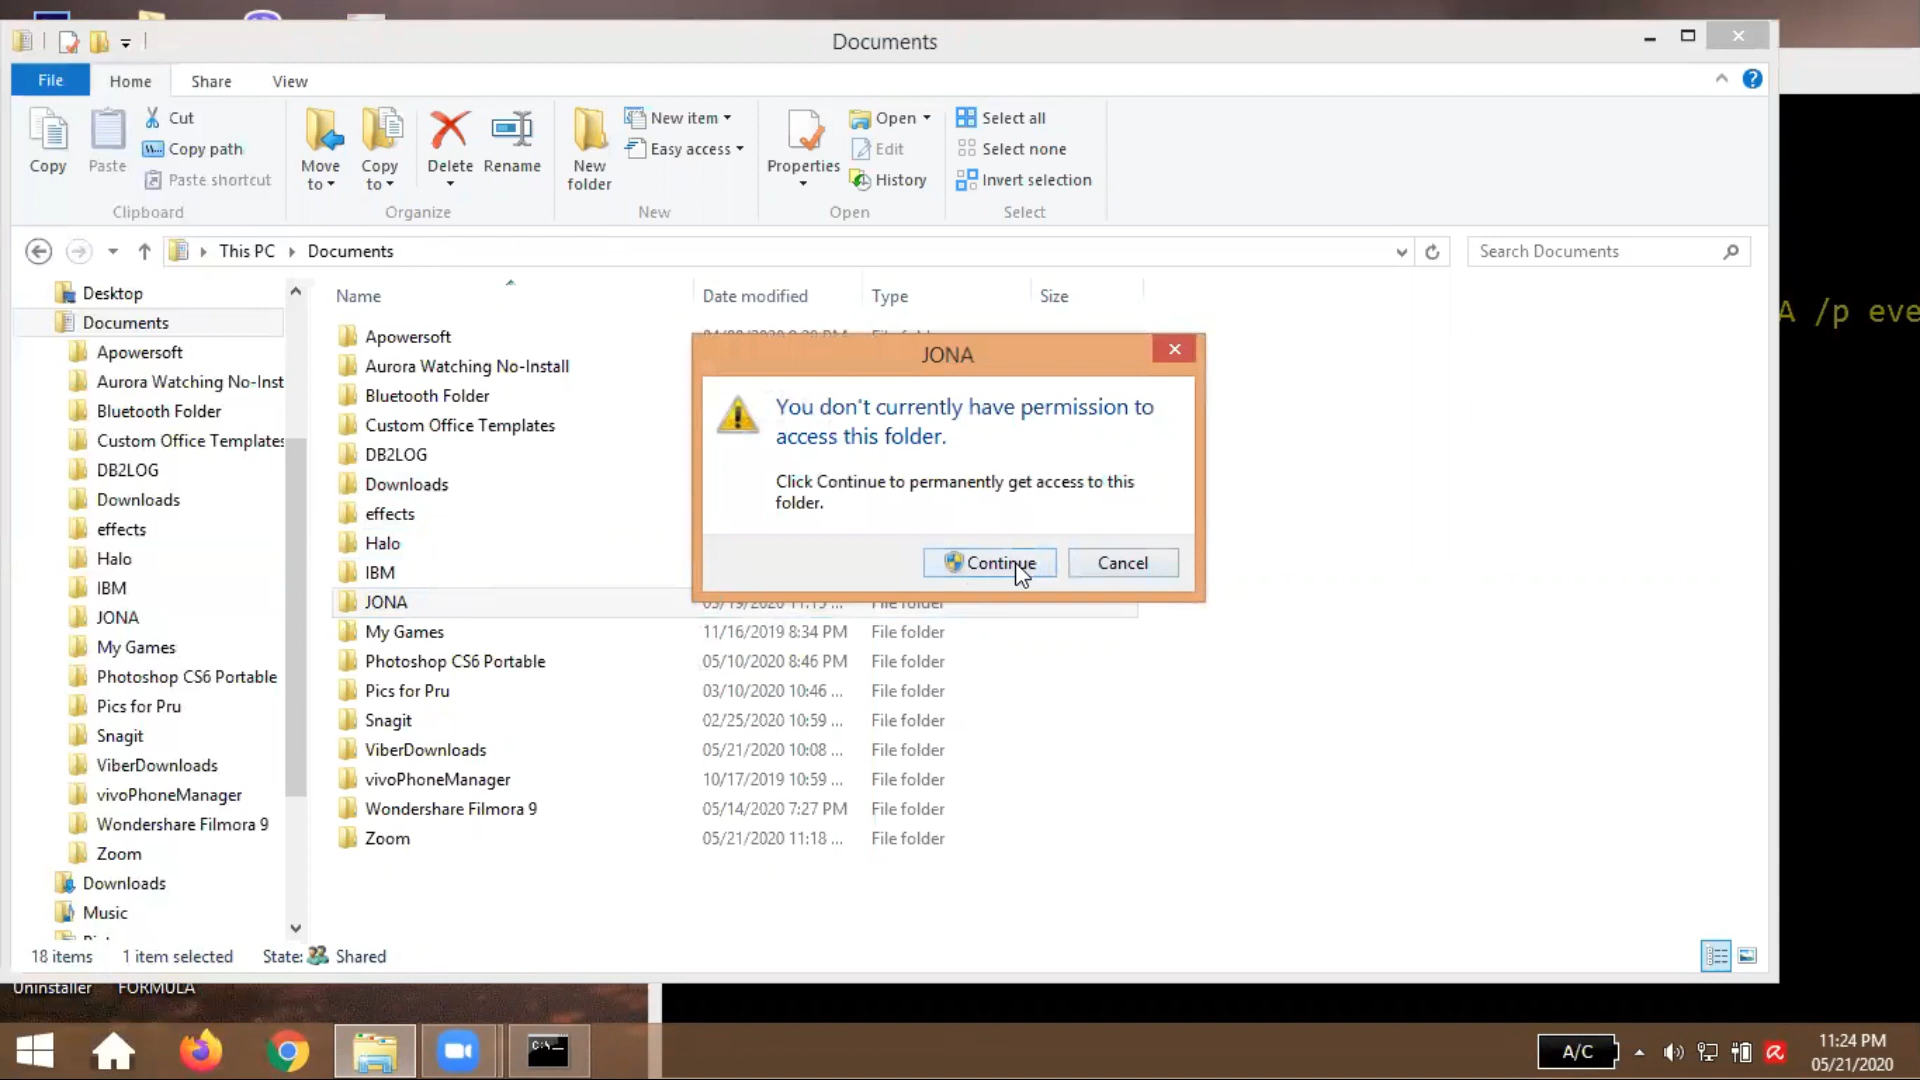 Documents
File
Home
Share
View
Copy
Paste
Cut
Copy path
Paste shortcut
Clipboard
Move to
Copy to
Delete
Rename
Organize
New folder
New item
Easy access
New
Properties
Open
Edit
History
Open
Select all
Select none
Invert selection
Select
This PC
Documents
Search Documents
Desktop
Documents
Apowersoft
Aurora Watching No-Inst
Bluetooth Folder
Custom Office Templates
DB2LOG
Downloads
effects
Halo
IBM
JONA
My Games
Photoshop CS6 Portable
Pics for Pru
Snagit
ViberDownloads
vivoPhoneManager
Wondershare Filmora 9
Zoom
Downloads
Music
Name
Date modified
Type
Size
Apowersoft
Aurora Watching No-Install
Bluetooth Folder
Custom Office Templates
DB2LOG
Downloads
effects
Halo
IBM
JONA 05/19/2020 11:15 ... File folder
My Games 11/16/2019 8:34 PM File folder
Photoshop CS6 Portable 05/10/2020 8:46 PM File folder
Pics for Pru 03/10/2020 10:46 ... File folder
Snagit 02/25/2020 10:59 ... File folder
ViberDownloads 05/21/2020 10:08 ... File folder
vivoPhoneManager 10/17/2019 10:59 ... File folder
Wondershare Filmora 9 05/14/2020 7:27 PM File folder
Zoom 05/21/2020 11:18 ... File folder
JONA
You don't currently have permission to
access this folder.
Click Continue to permanently get access to this
folder.
Continue
Cancel
A /p eve
18 items
1 item selected
State:
Shared
Uninstaller
FORMULA
C:\
A/C
11:24 PM
05/21/2020